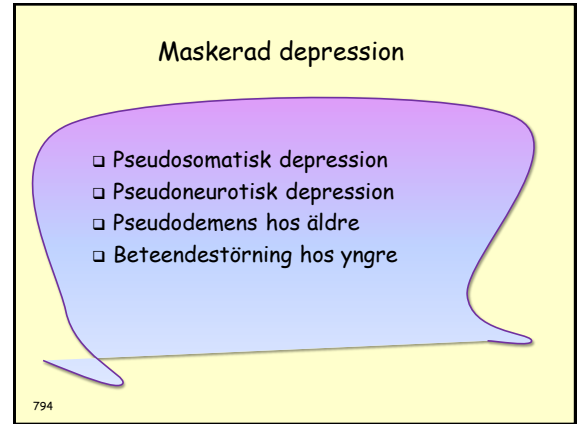 Maskerad depression
❑ Pseudosomatisk depression
❑ Pseudoneurotisk depression
❑ Pseudodemens hos äldre
❑ Beteendestörning hos yngre
794